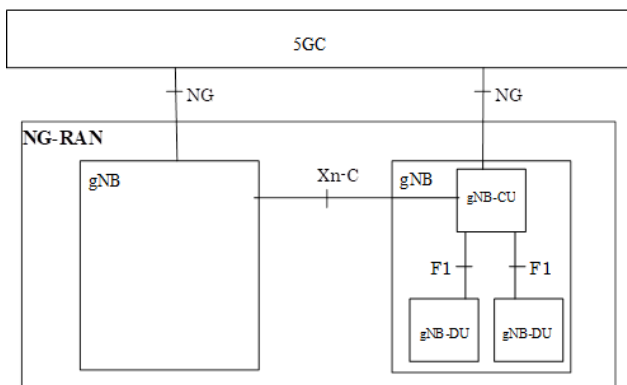 5GC
NG
NG
NG-RAN
gNB
Xn-C
gNB
gNB-CU
F1
F1
gNB-DU
gNB-DU